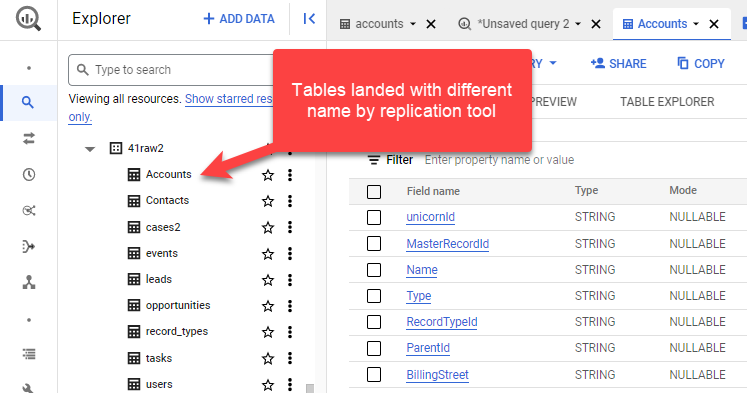 Explorer
+ ADD DATA
accounts
*Unsaved query 2
Accounts
Type to search
Viewing all resources. Show starred res
only.
41raw2
Accounts
Contacts
cases2
events
leads
opportunities
record_types
tasks
users
Tables landed with different
name by replication tool
RY
SHARE
COPY
PREVIEW
TABLE EXPLORER
Filter Enter property name or value
Field name Type Mode
unicornId STRING NULLABLE
MasterRecordId STRING NULLABLE
Name STRING NULLABLE
Type STRING NULLABLE
RecordTypeId STRING NULLABLE
ParentId STRING NULLABLE
BillingStreet STRING NULLABLE